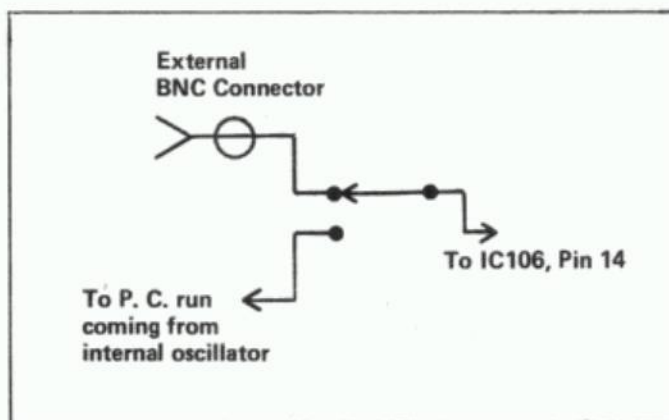 External
BNC Connector
To IC106, Pin 14
To P. C. run
coming from
internal oscillator